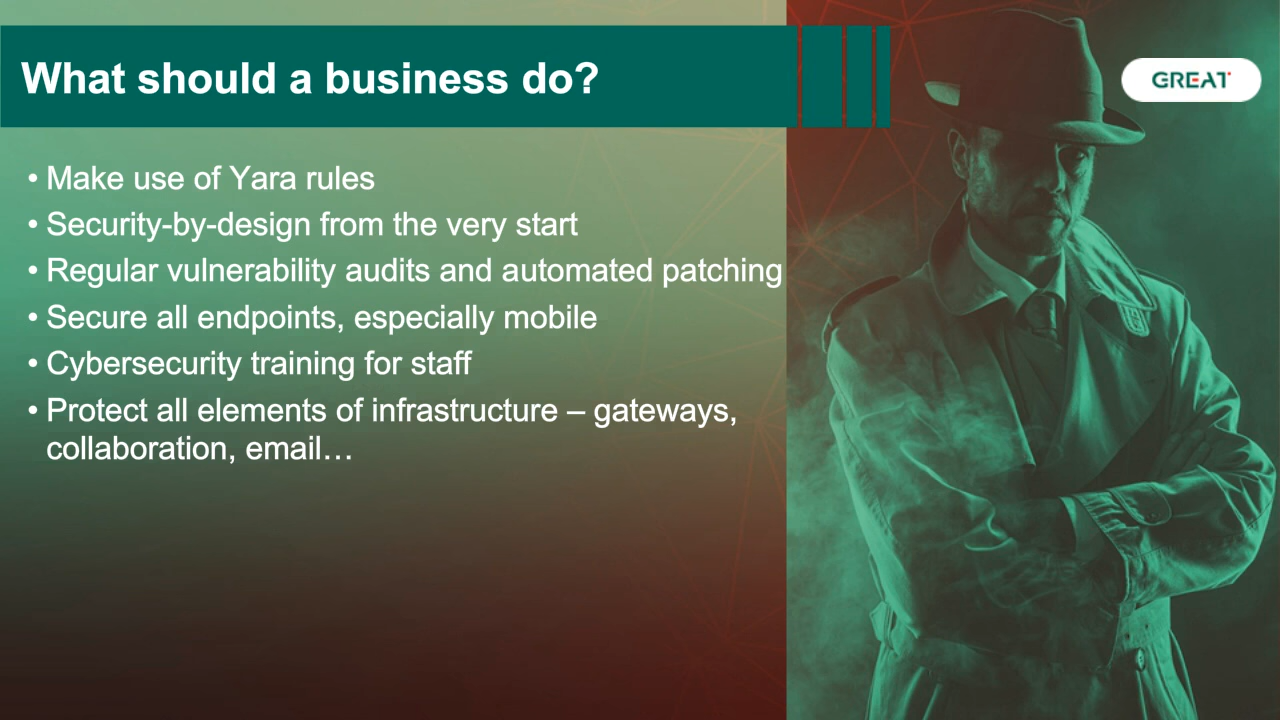 What should a business do?
GREAT
• Make use of Yara rules
• Security-by-design from the very start
• Regular vulnerability audits and automated patching
• Secure all endpoints, especially mobile
• Cybersecurity training for staff
• Protect all elements of infrastructure – gateways,
collaboration, email…